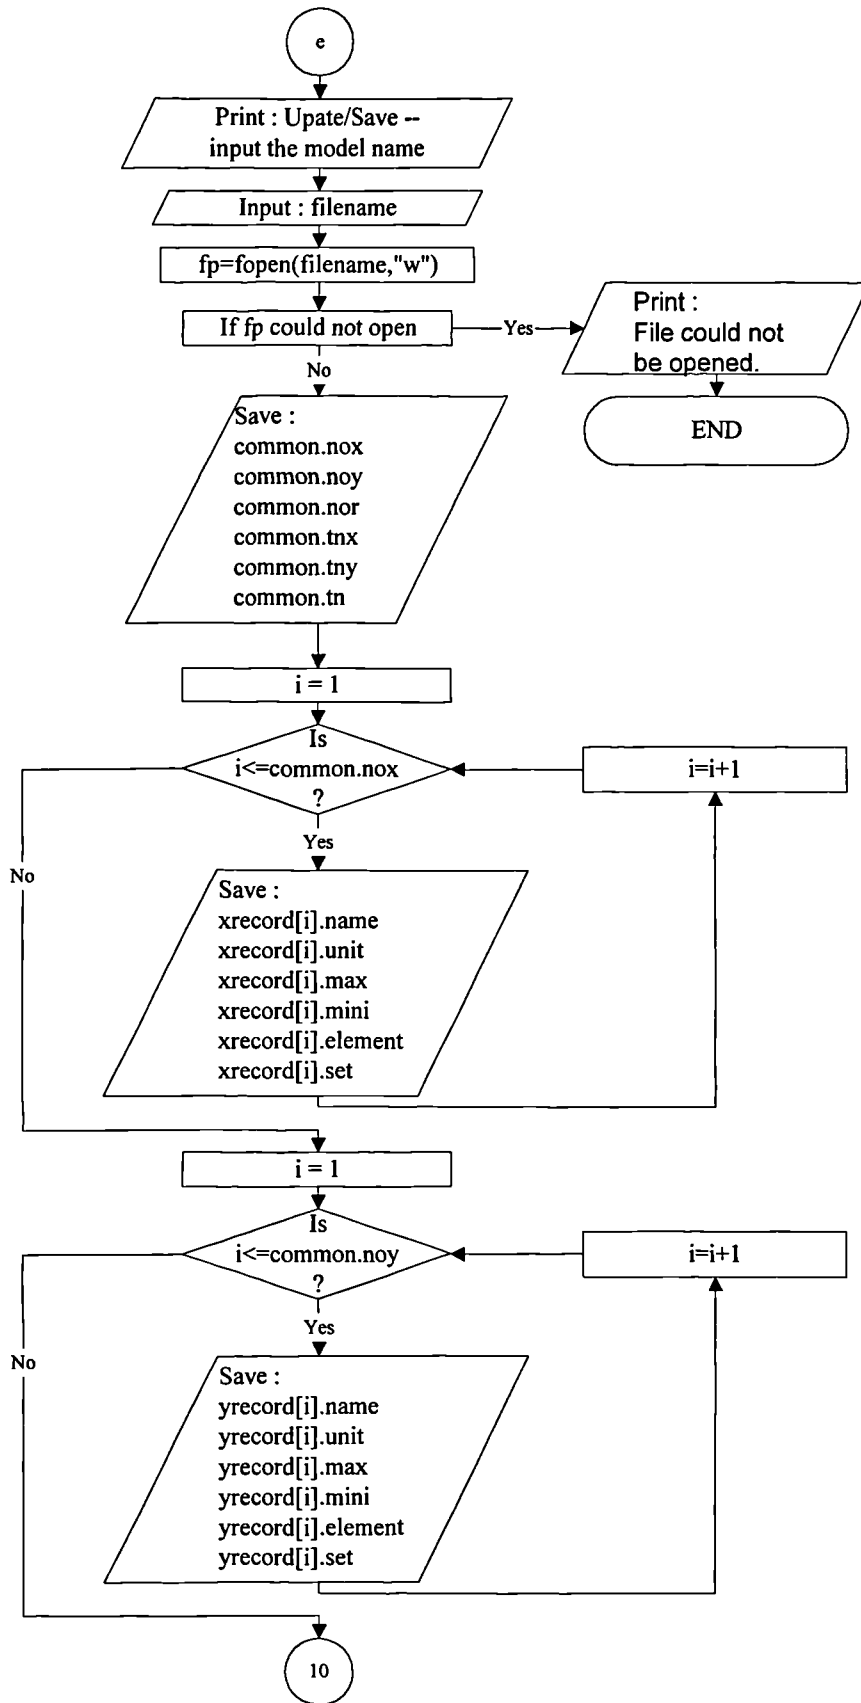 e
Print : Upate/Save --
input the model name
Input : filename
fp=fopen(filename,"w")
If fp could not open
Yes
Print :
File could not
be opened.
END
No
Save :
common.nox
common.noy
common.nor
common.tnx
common.tny
common.tn
i = 1
Is
i<=common.nox
?
i=i+1
Yes
No
Save :
xrecord[i].name
xrecord[i].unit
xrecord[i].max
xrecord[i].mini
xrecord[i].element
xrecord[i].set
i = 1
Is
i<=common.noy
?
i=i+1
Yes
No
Save :
yrecord[i].name
yrecord[i].unit
yrecord[i].max
yrecord[i].mini
yrecord[i].element
yrecord[i].set
10